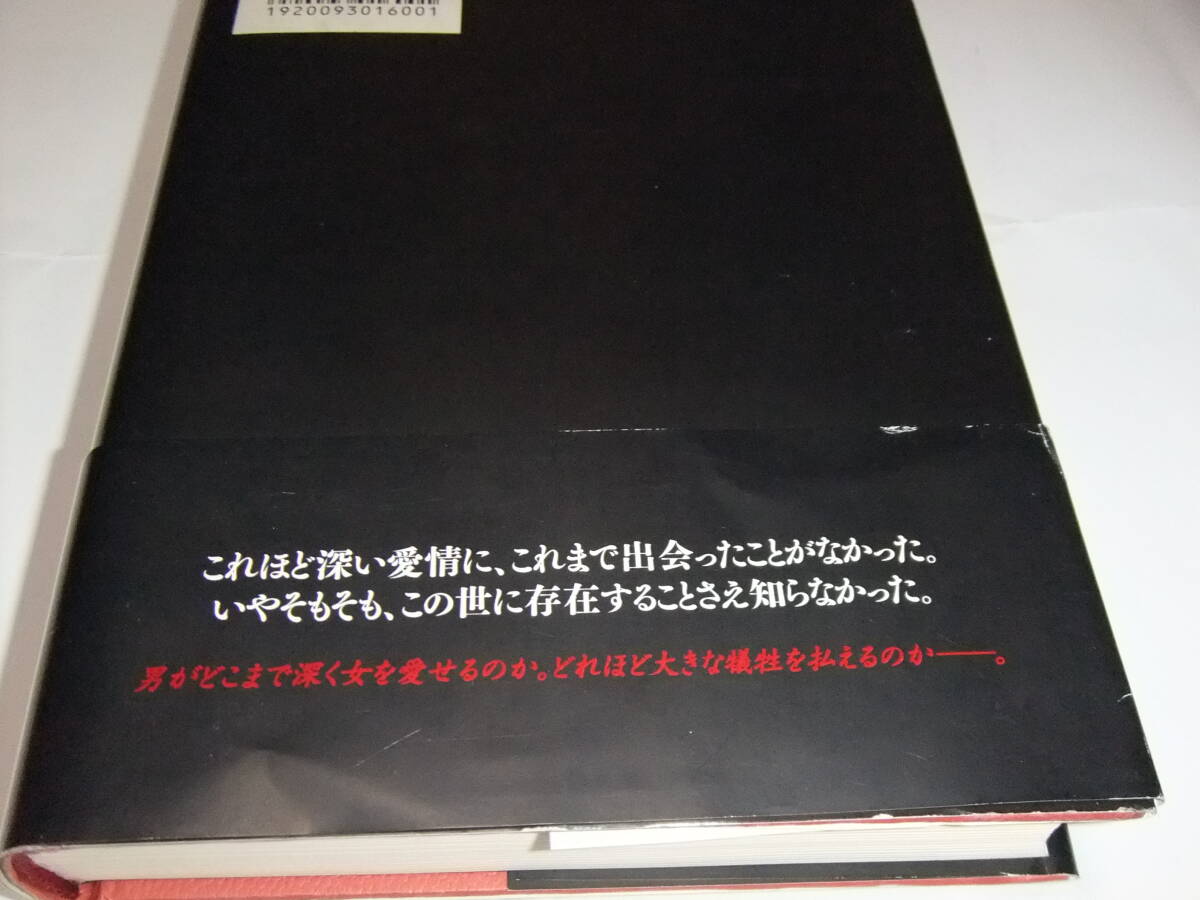 1920093016001
これほど深い愛情に、これまで出会ったことがなかった。
いやそもそも、この世に存在することさえ知らなかった。
男がどこまで深く女を愛せるのか。どれほど大きな犠牲を払えるのか――。